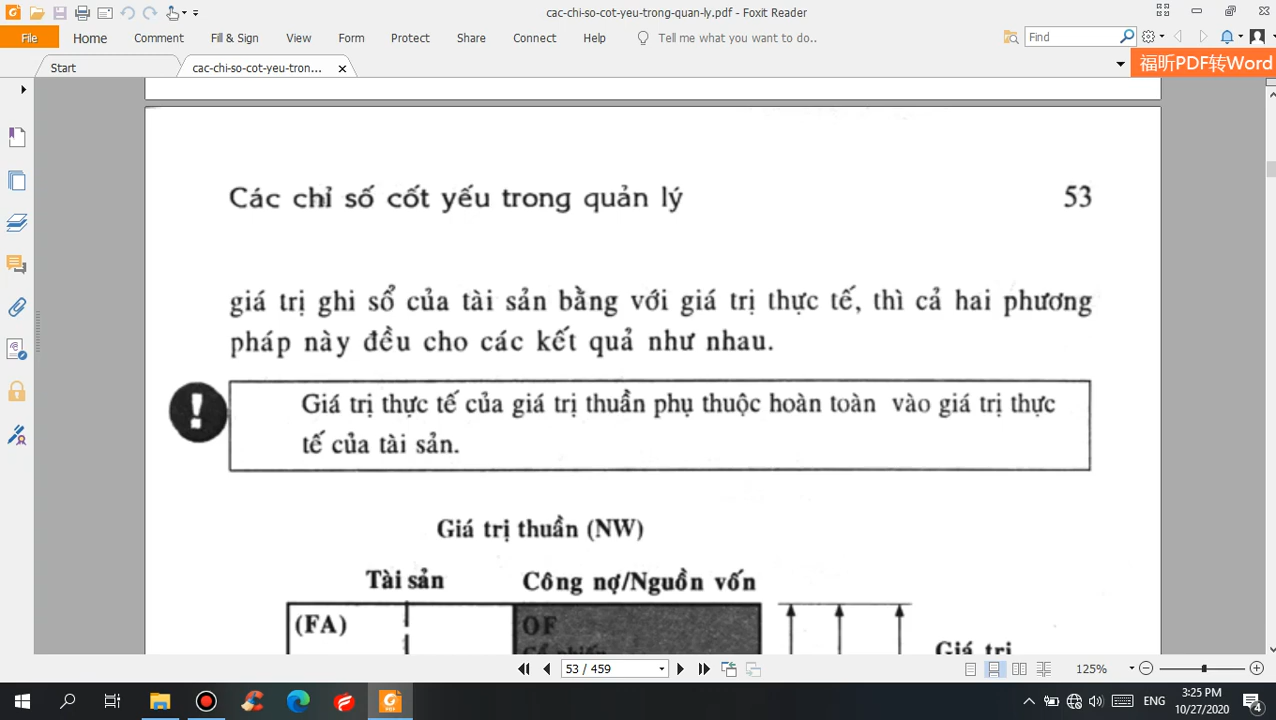 cac-chi-so-cot-yeu-trong-quan-ly.pdf - Foxit Reader
File Home Comment Fill & Sign View Form Protect Share Connect Help Tell me what you want to do.. Find
Start cac-chi-so-cot-yeu-tron... 福昕PDF转Word
Các chỉ số cốt yếu trong quản lý 53
giá trị ghi sổ của tài sản bằng với giá trị thực tế, thì cả hai phương
pháp này đều cho các kết quả như nhau.
! Giá trị thực tế của giá trị thuần phụ thuộc hoàn toàn vào giá trị thực
tế của tài sản.
Giá trị thuần (NW)
Tài sản Công nợ/Nguồn vốn
(FA) OF
Cổ phiếu
Giá trị
53 / 459 125%
ENG 3:25 PM
10/27/2020 4